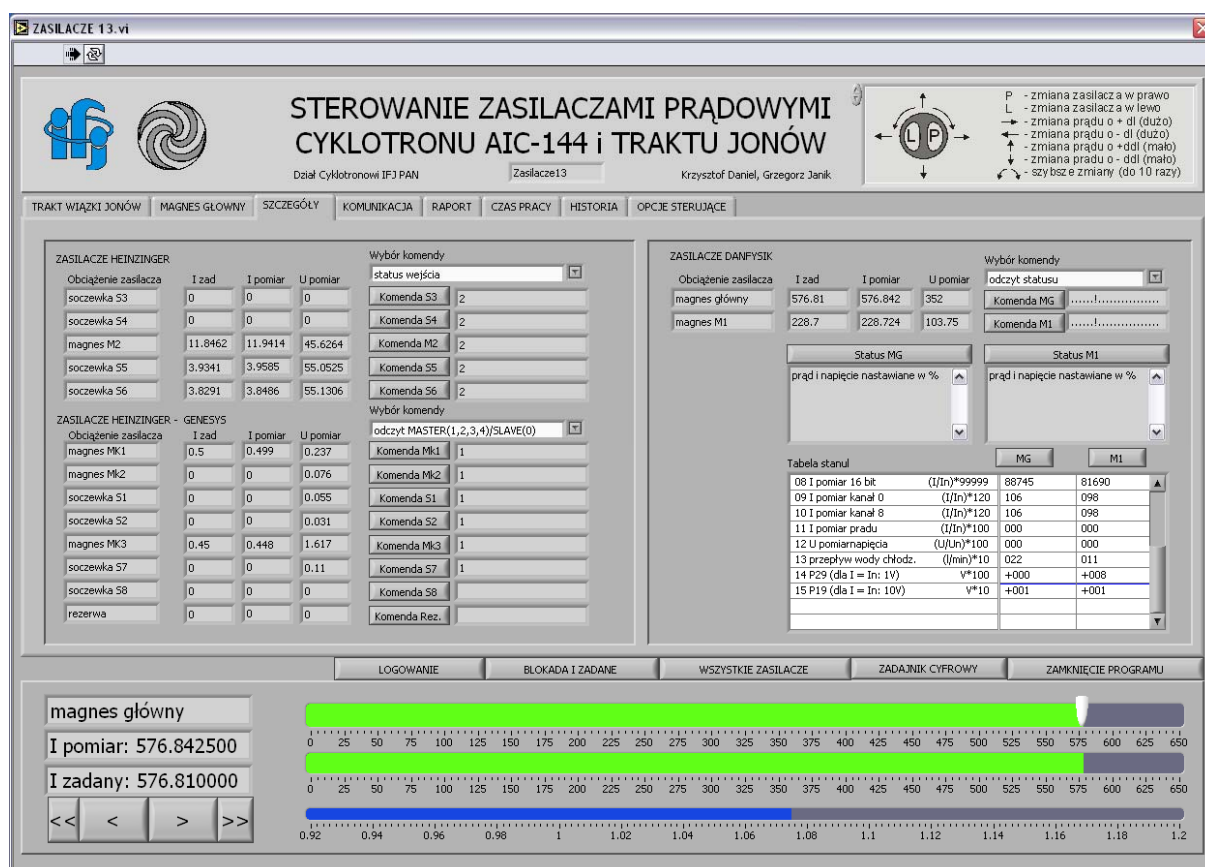 ZASILACZE 13.vi
STEROWANIE ZASILACZAMI PRĄDOWYMI
CYKLOTRONU AIC-144 i TRAKTU JONÓW
Dział Cyklotronowi IFJ PAN Zasilacze13 Krzysztof Daniel, Grzegorz Janik
ifj
L P
P - zmiana zasilacza w prawo
L - zmiana zasilacza w lewo
- zmiana prądu o + dl (dużo)
- zmiana prądu o - dl (dużo)
- zmiana prądu o +ddl (mało)
- zmiana pradu o - ddl (mało)
- szybsze zmiany (do 10 razy)
TRAKT WIĄZKI JONÓW MAGNES GŁOWNY SZCZEGÓŁY KOMUNIKACJA RAPORT CZAS PRACY HISTORIA OPCJE STERUJĄCE
ZASILACZE HEINZINGER Wybór komendy
Obciążenie zasilacza I zad I pomiar U pomiar status wejścia
soczewka S3 0 0 0 Komenda S3 2
soczewka S4 0 0 0 Komenda S4 2
magnes M2 11.8462 11.9414 45.6264 Komenda M2 2
soczewka S5 3.9341 3.9585 55.0525 Komenda S5 2
soczewka S6 3.8291 3.8486 55.1306 Komenda S6 2
ZASILACZE HEINZINGER - GENESYS Wybór komendy
Obciążenie zasilacza I zad I pomiar U pomiar odczyt MASTER(1,2,3,4)/SLAVE(0)
magnes MK1 0.5 0.499 0.237 Komenda Mk1 1
magnes Mk2 0 0 0.076 Komenda Mk2 1
soczewka S1 0 0 0.055 Komenda S1 1
soczewka S2 0 0 0.031 Komenda S2 1
magnes MK3 0.45 0.448 1.617 Komenda Mk3 1
soczewka S7 0 0 0.11 Komenda S7 1
soczewka S8 0 0 0 Komenda S8
rezerwa 0 0 0 Komenda Rez.
ZASILACZE DANFYSIK Wybór komendy
Obciążenie zasilacza I zad I pomiar U pomiar odczyt statusu
magnes główny 576.81 576.842 352 Komenda MG ......!................
magnes M1 228.7 228.724 103.75 Komenda M1 ......!................
Status MG Status M1
prąd i napięcie nastawiane w % prąd i napięcie nastawiane w %
Tabela stanuI MG M1
08 I pomiar 16 bit (I/In)*99999 88745 81690
09 I pomiar kanał 0 (I/In)*120 106 098
10 I pomiar kanał 8 (I/In)*120 106 098
11 I pomiar pradu (I/In)*100 000 000
12 U pomiarnapięcia (U/Un)*100 000 000
13 przepływ wody chłodz. (l/min)*10 022 011
14 P29 (dla I = In: 1V) V*100 +000 +008
15 P19 (dla I = In: 10V) V*10 +001 +001
LOGOWANIE BLOKADA I ZADANE WSZYSTKIE ZASILACZE ZADAJNIK CYFROWY ZAMKNIĘCIE PROGRAMU
magnes główny
I pomiar: 576.842500
I zadany: 576.810000
<< < > >>
0 25 50 75 100 125 150 175 200 225 250 275 300 325 350 375 400 425 450 475 500 525 550 575 600 625 650
0 25 50 75 100 125 150 175 200 225 250 275 300 325 350 375 400 425 450 475 500 525 550 575 600 625 650
0.92 0.94 0.96 0.98 1 1.02 1.04 1.06 1.08 1.1 1.12 1.14 1.16 1.18 1.2